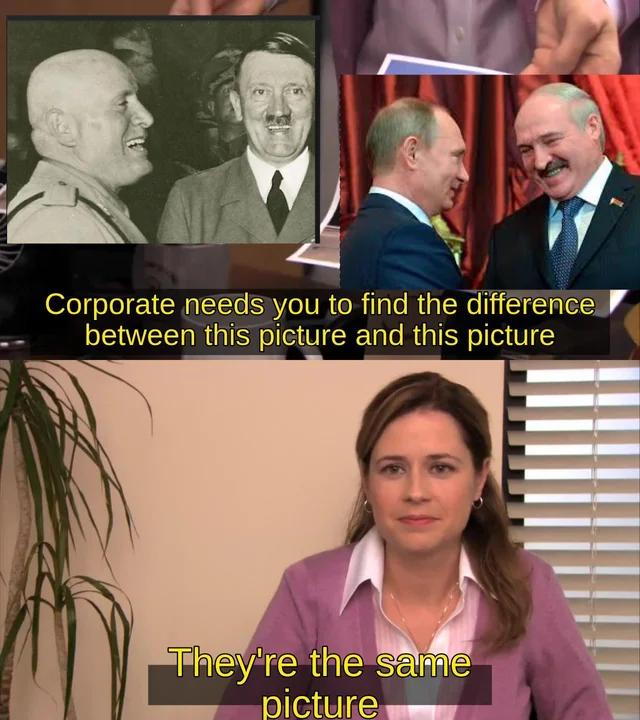 Corporate needs you to find the difference
between this picture and this picture
They're the same
picture